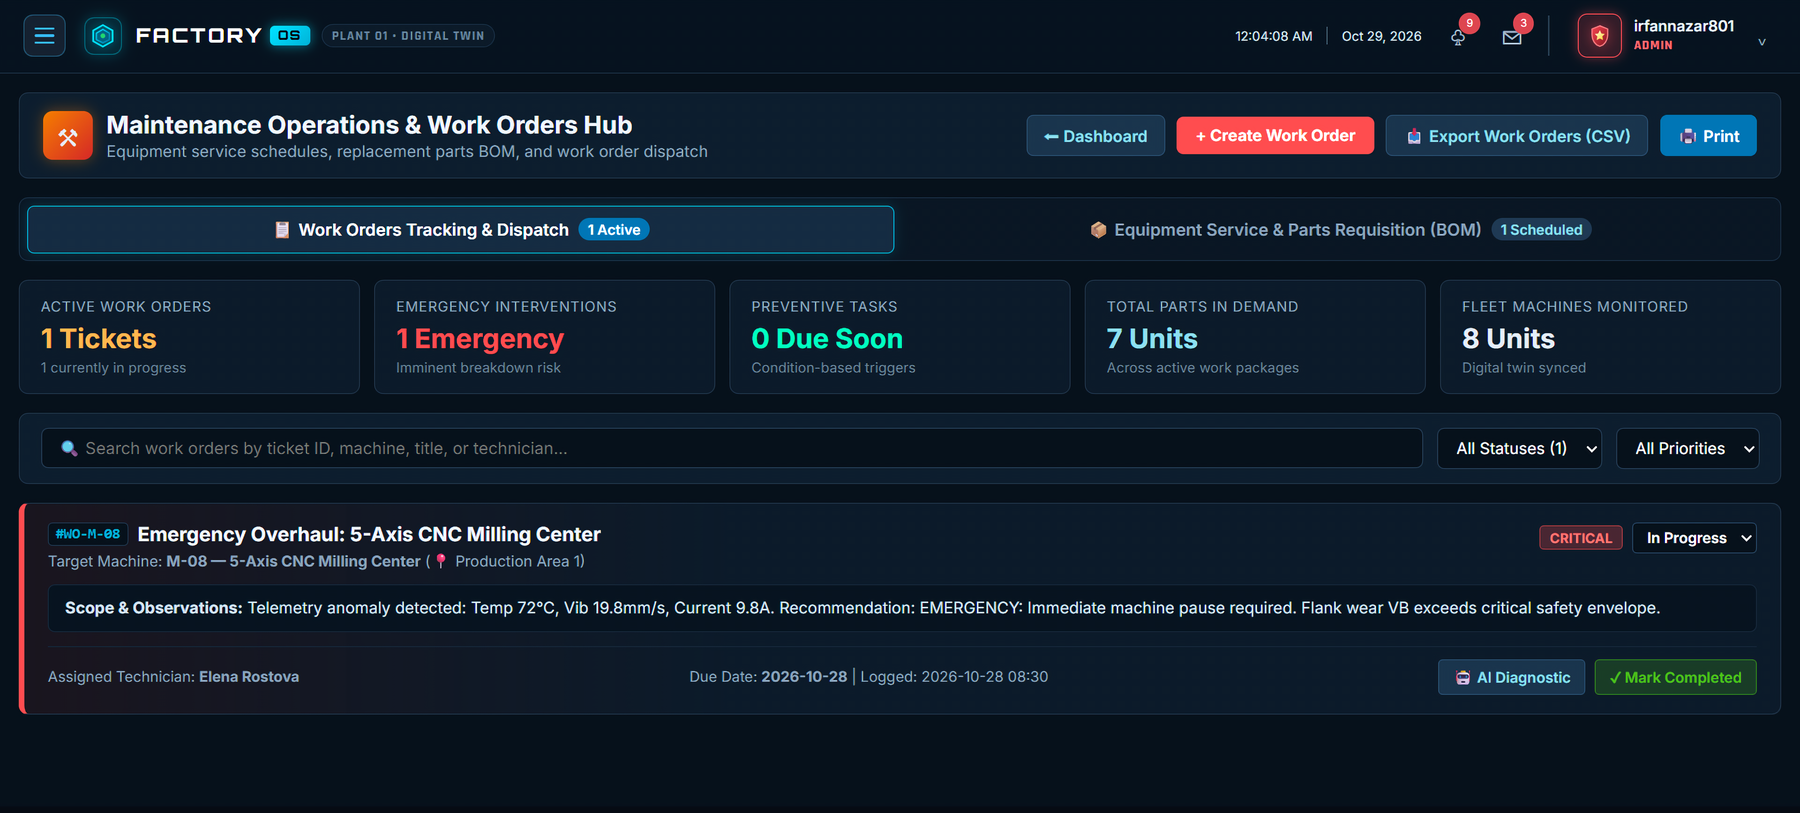 FACTORY OS PLANT 01 • DIGITAL TWIN
12:04:08 AM Oct 29, 2026 9 3 irfannazar801
ADMIN
Maintenance Operations & Work Orders Hub
Equipment service schedules, replacement parts BOM, and work order dispatch
← Dashboard + Create Work Order Export Work Orders (CSV) Print
Work Orders Tracking & Dispatch 1 Active Equipment Service & Parts Requisition (BOM) 1 Scheduled
ACTIVE WORK ORDERS
1 Tickets
1 currently in progress
EMERGENCY INTERVENTIONS
1 Emergency
Imminent breakdown risk
PREVENTIVE TASKS
0 Due Soon
Condition-based triggers
TOTAL PARTS IN DEMAND
7 Units
Across active work packages
FLEET MACHINES MONITORED
8 Units
Digital twin synced
Search work orders by ticket ID, machine, title, or technician... All Statuses (1) All Priorities
#WO-M-08 Emergency Overhaul: 5-Axis CNC Milling Center CRITICAL In Progress
Target Machine: M-08 — 5-Axis CNC Milling Center (📍 Production Area 1)
Scope & Observations: Telemetry anomaly detected: Temp 72°C, Vib 19.8mm/s, Current 9.8A. Recommendation: EMERGENCY: Immediate machine pause required. Flank wear VB exceeds critical safety envelope.
Assigned Technician: Elena Rostova Due Date: 2026-10-28 | Logged: 2026-10-28 08:30 AI Diagnostic ✓ Mark Completed